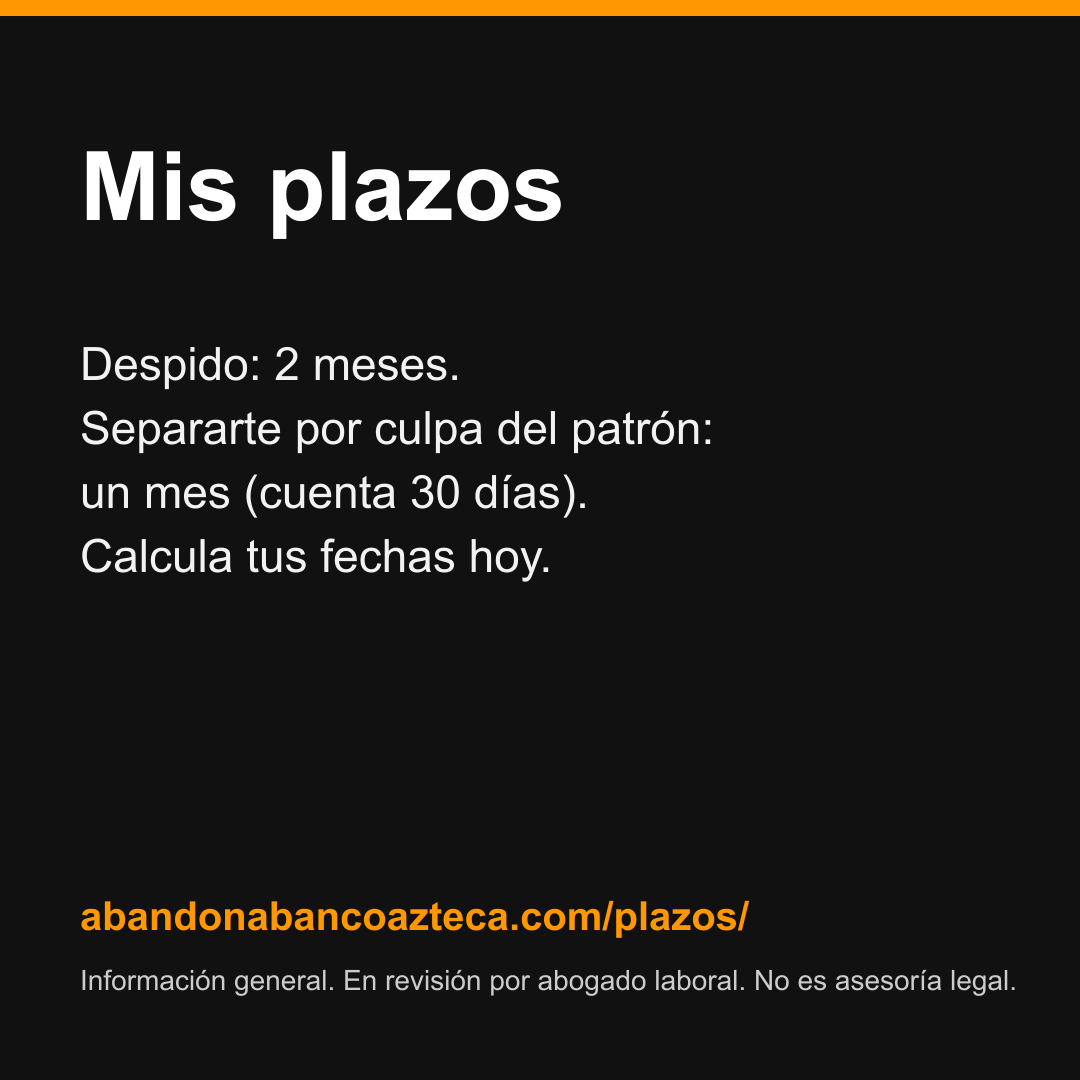 Mis plazos
Despido: 2 meses.
Separarte por culpa del patrón:
un mes (cuenta 30 días).
Calcula tus fechas hoy.
abandonabancoazteca.com/plazos/
Información general. En revisión por abogado laboral. No es asesoría legal.